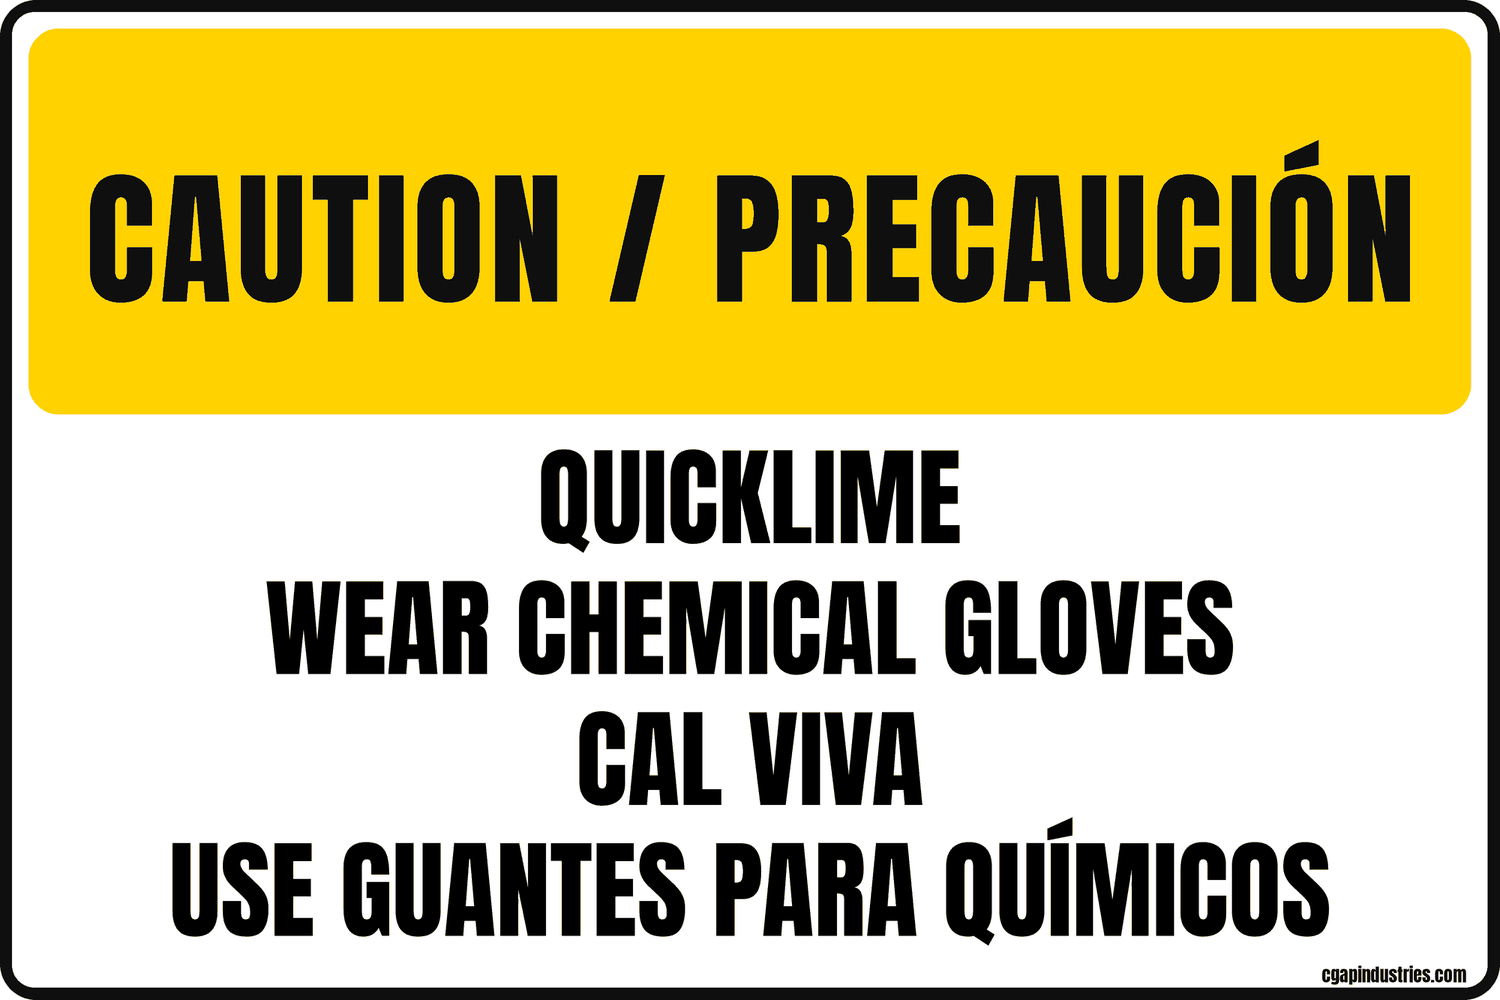 CAUTION / PRECAUCIÓN
QUICKLIME
WEAR CHEMICAL GLOVES
CAL VIVA
USE GUANTES PARA QUÍMICOS
cgapindustries.com